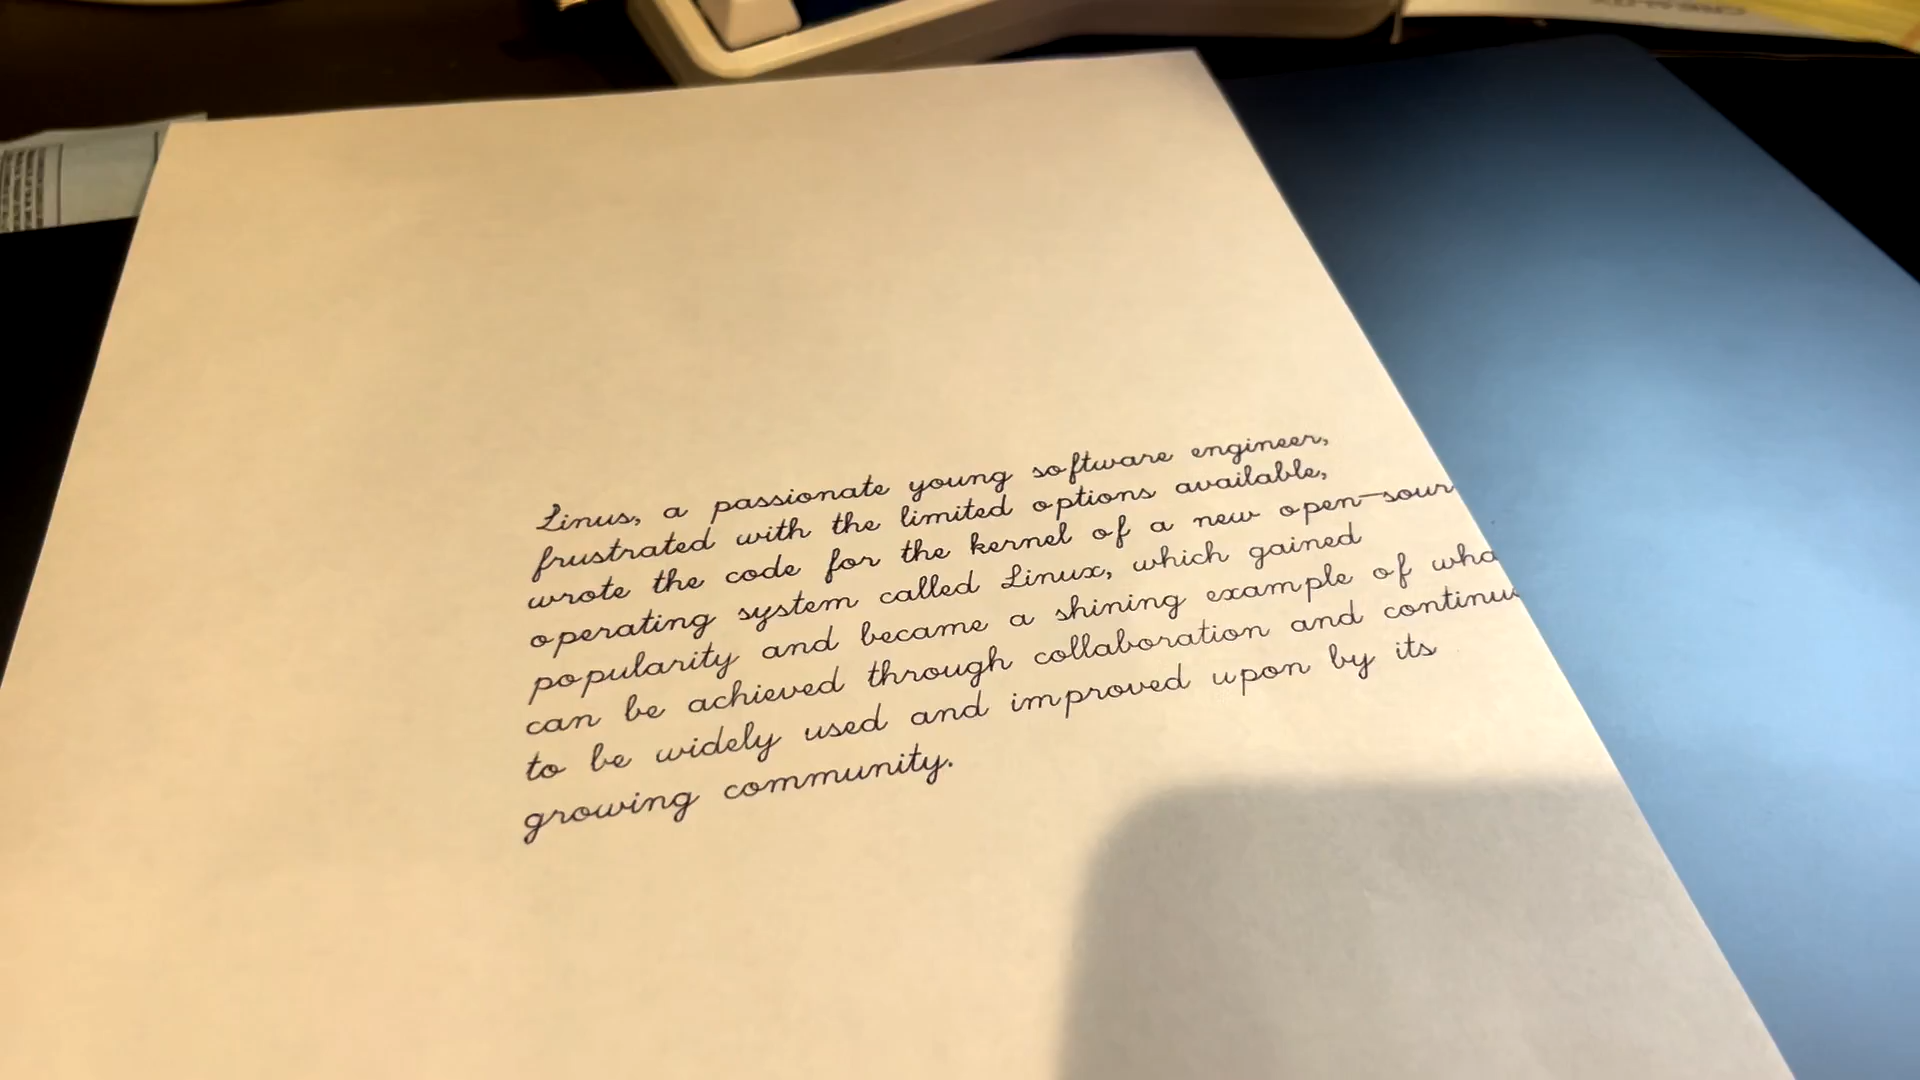 Linus, a passionate young software engineer,
frustrated with the limited options available,
wrote the code for the kernel of a new open-sour
operating system called Linux, which gained
popularity and became a shining example of wha
can be achieved through collaboration and continu
to be widely used and improved upon by its
growing community.